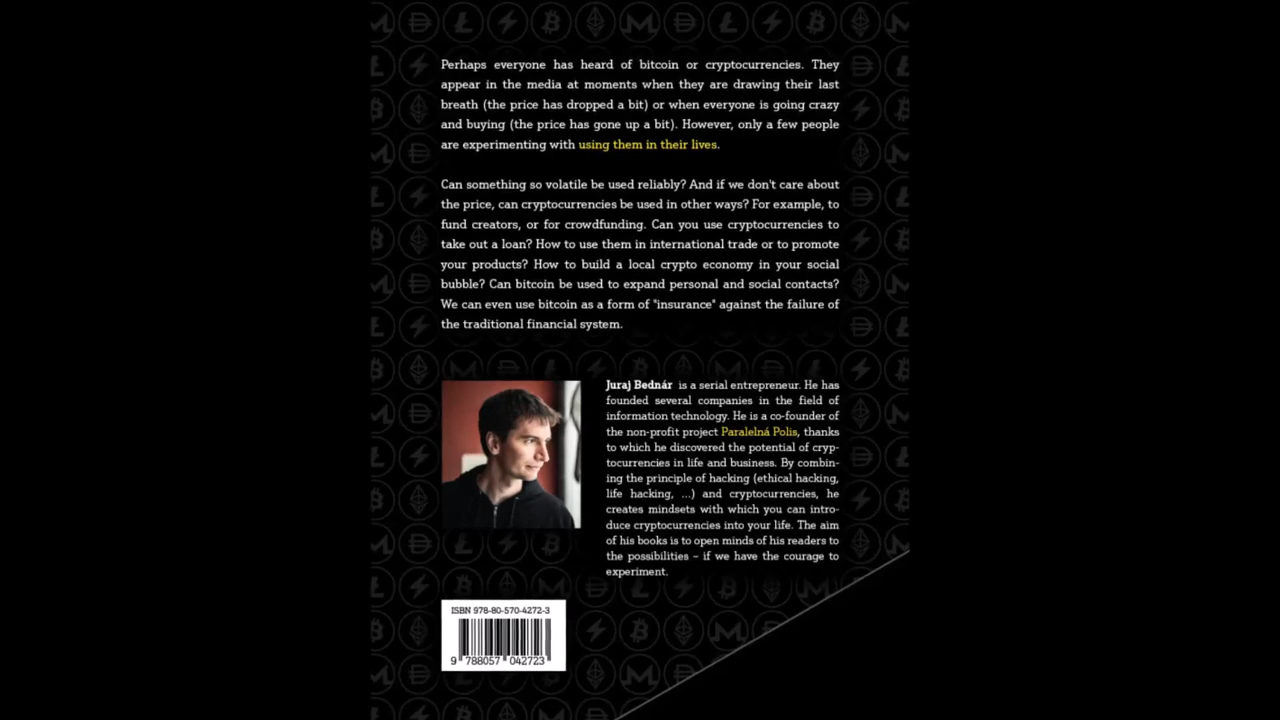 Perhaps everyone has heard of bitcoin or cryptocurrencies. They
appear in the media at moments when they are drawing their last
breath (the price has dropped a bit) or when everyone is going crazy
and buying (the price has gone up a bit). However, only a few people
are experimenting with using them in their lives.
Can something so volatile be used reliably? And if we don't care about
the price, can cryptocurrencies be used in other ways? For example, to
fund creators, or for crowdfunding. Can you use cryptocurrencies to
take out a loan? How to use them in international trade or to promote
your products? How to build a local crypto economy in your social
bubble? Can bitcoin be used to expand personal and social contacts?
We can even use bitcoin as a form of "insurance" against the failure of
the traditional financial system.
Juraj Bednár is a serial entrepreneur. He has
founded several companies in the field of
information technology. He is a co-founder of
the non-profit project Paralelná Polis, thanks
to which he discovered the potential of cryp-
tocurrencies in life and business. By combin-
ing the principle of hacking (ethical hacking,
life hacking, ...) and cryptocurrencies, he
creates mindsets with which you can intro-
duce cryptocurrencies into your life. The aim
of his books is to open minds of his readers to
the possibilities – if we have the courage to
experiment.
ISBN 978-80-570-4272-3
9 788057 042723